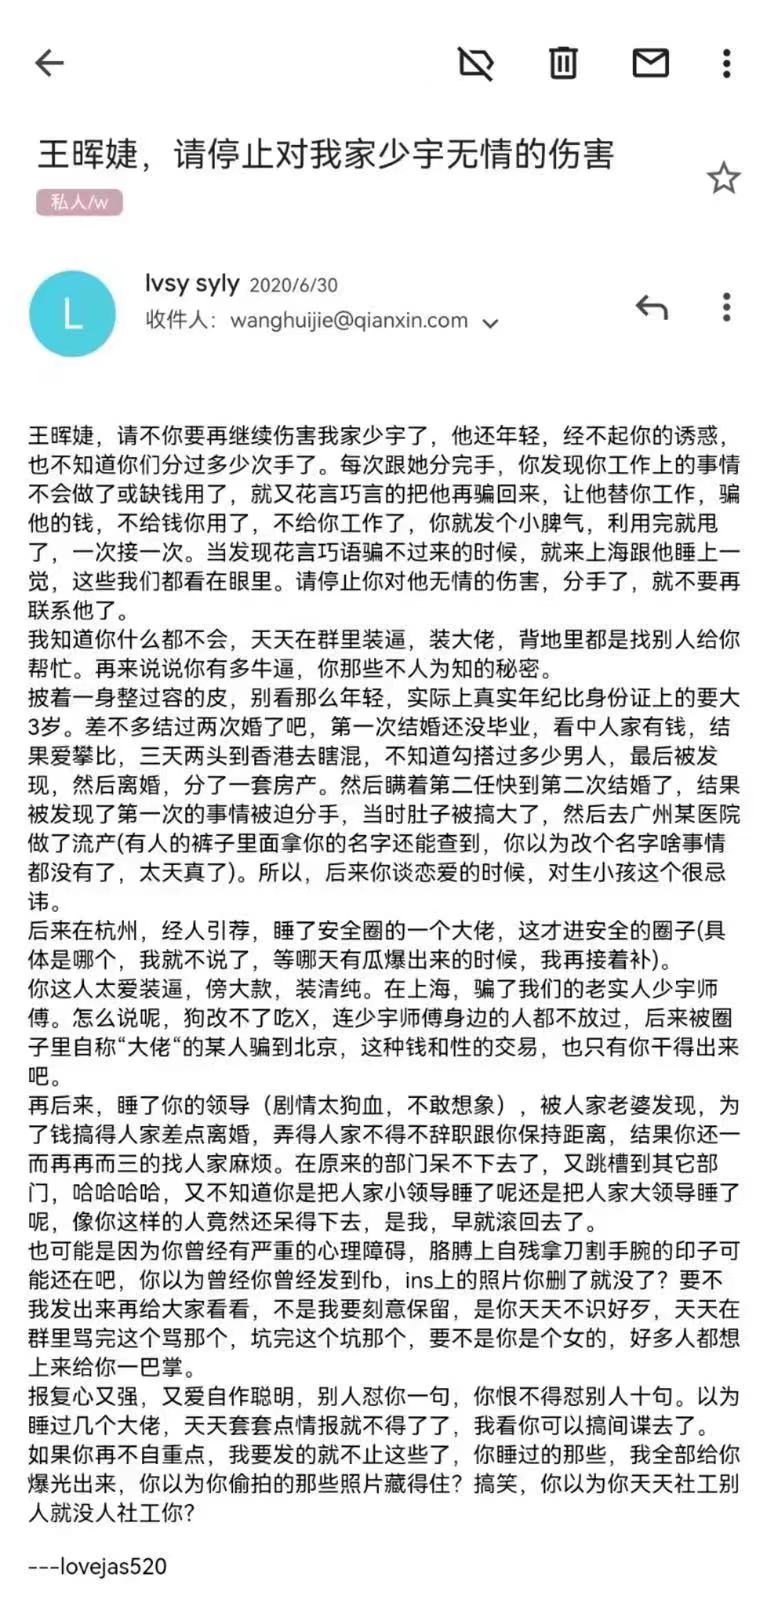 王晖婕，请停止对我家少宇无情的伤害
私人/w
L
lvsy syly 2020/6/30
收件人： wanghuijie@qianxin.com
王晖婕，请不你要再继续伤害我家少宇了，他还年轻，经不起你的诱惑，
也不知道你们分过多少次手了。每次跟她分完手，你发现你工作上的事情
不会做了或缺钱用了，就又花言巧言的把他再骗回来，让他替你工作，骗
他的钱，不给钱你用了，不给你工作了，你就发个小脾气，利用完就甩
了，一次接一次。当发现花言巧语骗不过来的时候，就来上海跟他睡上一
觉，这些我们都看在眼里。请停止你对他无情的伤害，分手了，就不要再
联系他了。
我知道你什么都不会，天天在群里装逼，装大佬，背地里都是找别人给你
帮忙。再来说说你有多牛逼，你那些不人为知的秘密。
披着一身整过容的皮，别看那么年轻，实际上真实年纪比身份证上的要大
3岁。差不多结过两次婚了吧，第一次结婚还没毕业，看中人家有钱，结
果爱攀比，三天两头到香港去瞎混，不知道勾搭过多少男人，最后被发
现，然后离婚，分了一套房产。然后瞒着第二任快到第二次结婚了，结果
被发现了第一次的事情被迫分手，当时肚子被搞大了，然后去广州某医院
做了流产(有人的裤子里面拿你的名字还能查到，你以为改个名字啥事情
都没有了，太天真了)。所以，后来你谈恋爱的时候，对生小孩这个很忌
讳。
后来在杭州，经人引荐，睡了安全圈的一个大佬，这才进安全的圈子(具
体是哪个，我就不说了，等哪天有瓜爆出来的时候，我再接着补)。
你这人太爱装逼，傍大款，装清纯。在上海，骗了我们的老实人少宇师
傅。怎么说呢，狗改不了吃X，连少宇师傅身边的人都不放过，后来被圈
子里自称“大佬“的某人骗到北京，这种钱和性的交易，也只有你干得出来
吧。
再后来，睡了你的领导（剧情太狗血，不敢想象），被人家老婆发现，为
了钱搞得人家差点离婚，弄得人家不得不辞职跟你保持距离，结果你还一
而再再而三的找人家麻烦。在原来的部门呆不下去了，又跳槽到其它部
门，哈哈哈哈，又不知道你是把人家小领导睡了呢还是把人家大领导睡了
呢，像你这样的人竟然还呆得下去，是我，早就滚回去了。
也可能是因为你曾经有严重的心理障碍，胳膊上自残拿刀割手腕的印子可
能还在吧，你以为曾经你曾经发到fb，ins上的照片你删了就没了？要不
我发出来再给大家看看，不是我要刻意保留，是你天天不识好歹，天天在
群里骂完这个骂那个，坑完这个坑那个，要不是你是个女的，好多人都想
上来给你一巴掌。
报复心又强，又爱自作聪明，别人怼你一句，你恨不得怼别人十句。以为
睡过几个大佬，天天套套点情报就不得了了，我看你可以搞间谍去了。
如果你再不自重点，我要发的就不止这些了，你睡过的那些，我全部给你
爆光出来，你以为你偷拍的那些照片藏得住？搞笑，你以为你天天社工别
人就没人社工你？
---lovejas520